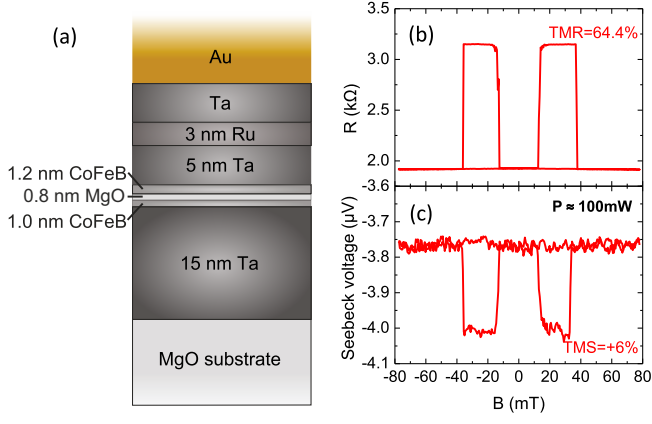 (a)
Au
Ta
3 nm Ru
5 nm Ta
1.2 nm CoFeB
0.8 nm MgO
1.0 nm CoFeB
15 nm Ta
MgO substrate
(b)
TMR=64.4%
R (kΩ)
3.5
3.0
2.5
2.0
(c)
P ≈ 100mW
Seebeck voltage (µV)
-3.6
-3.7
-3.8
-3.9
-4.0
-4.1
TMS=+6%
-80 -60 -40 -20 0 20 40 60 80
B (mT)